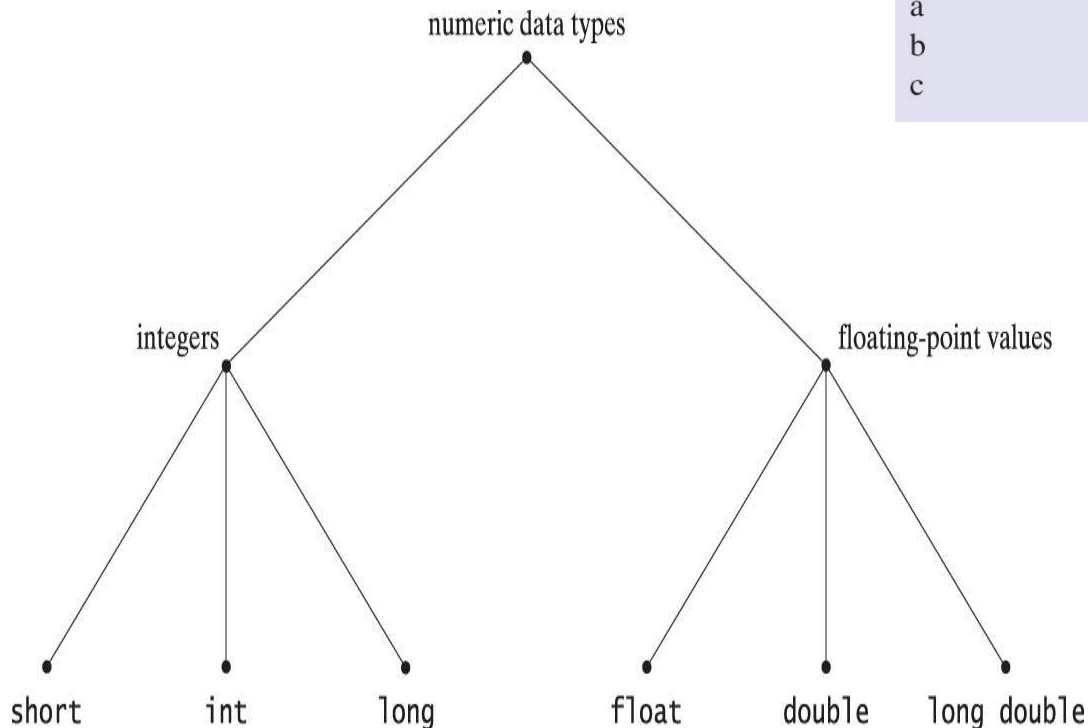 numeric data types
a
b
c
integers
floating-point values
short int long float double long double